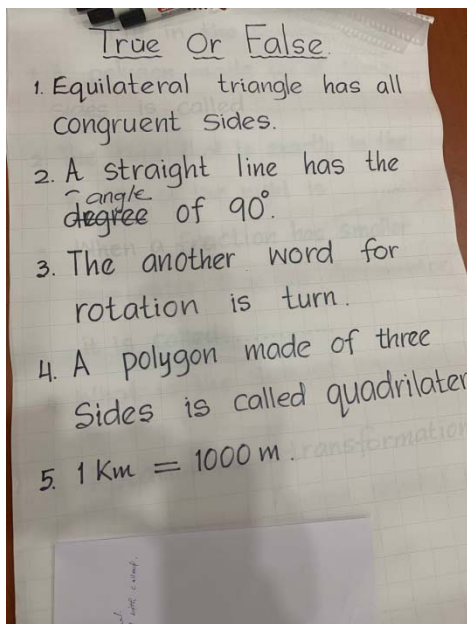 True Or False
1. Equilateral triangle has all
congruent sides.
2. A straight line has the
angle
degree of 90°.
3. The another word for
rotation is turn.
4. A polygon made of three
Sides is called quadrilater
5. 1 Km = 1000 m.